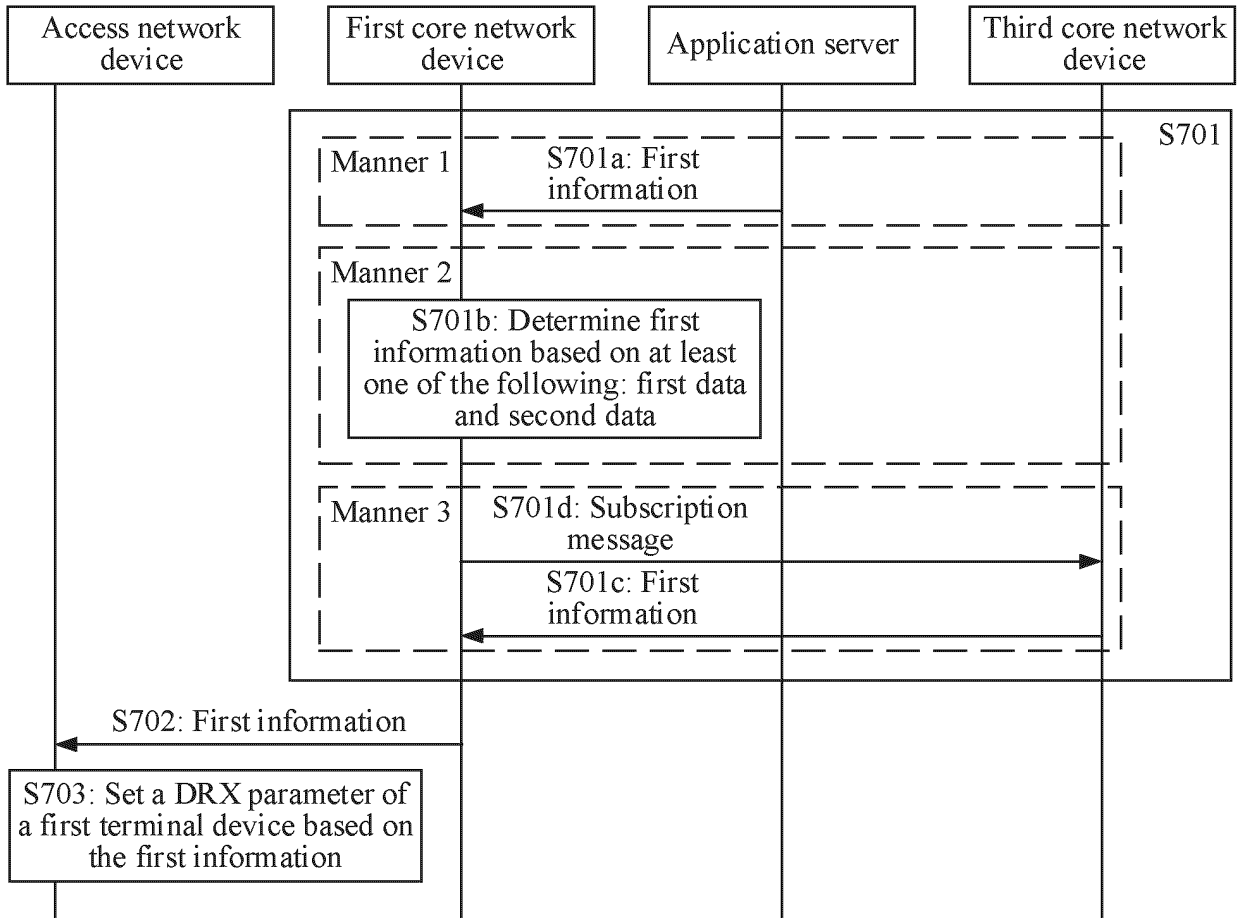 Access network
device
First core network
device
Application server
Third core network
device
S701
Manner 1
S701a: First
information
Manner 2
S701b: Determine first
information based on at least
one of the following: first data
and second data
Manner 3
S701d: Subscription
message
S701c: First
information
S702: First information
S703: Set a DRX parameter of
a first terminal device based on
the first information